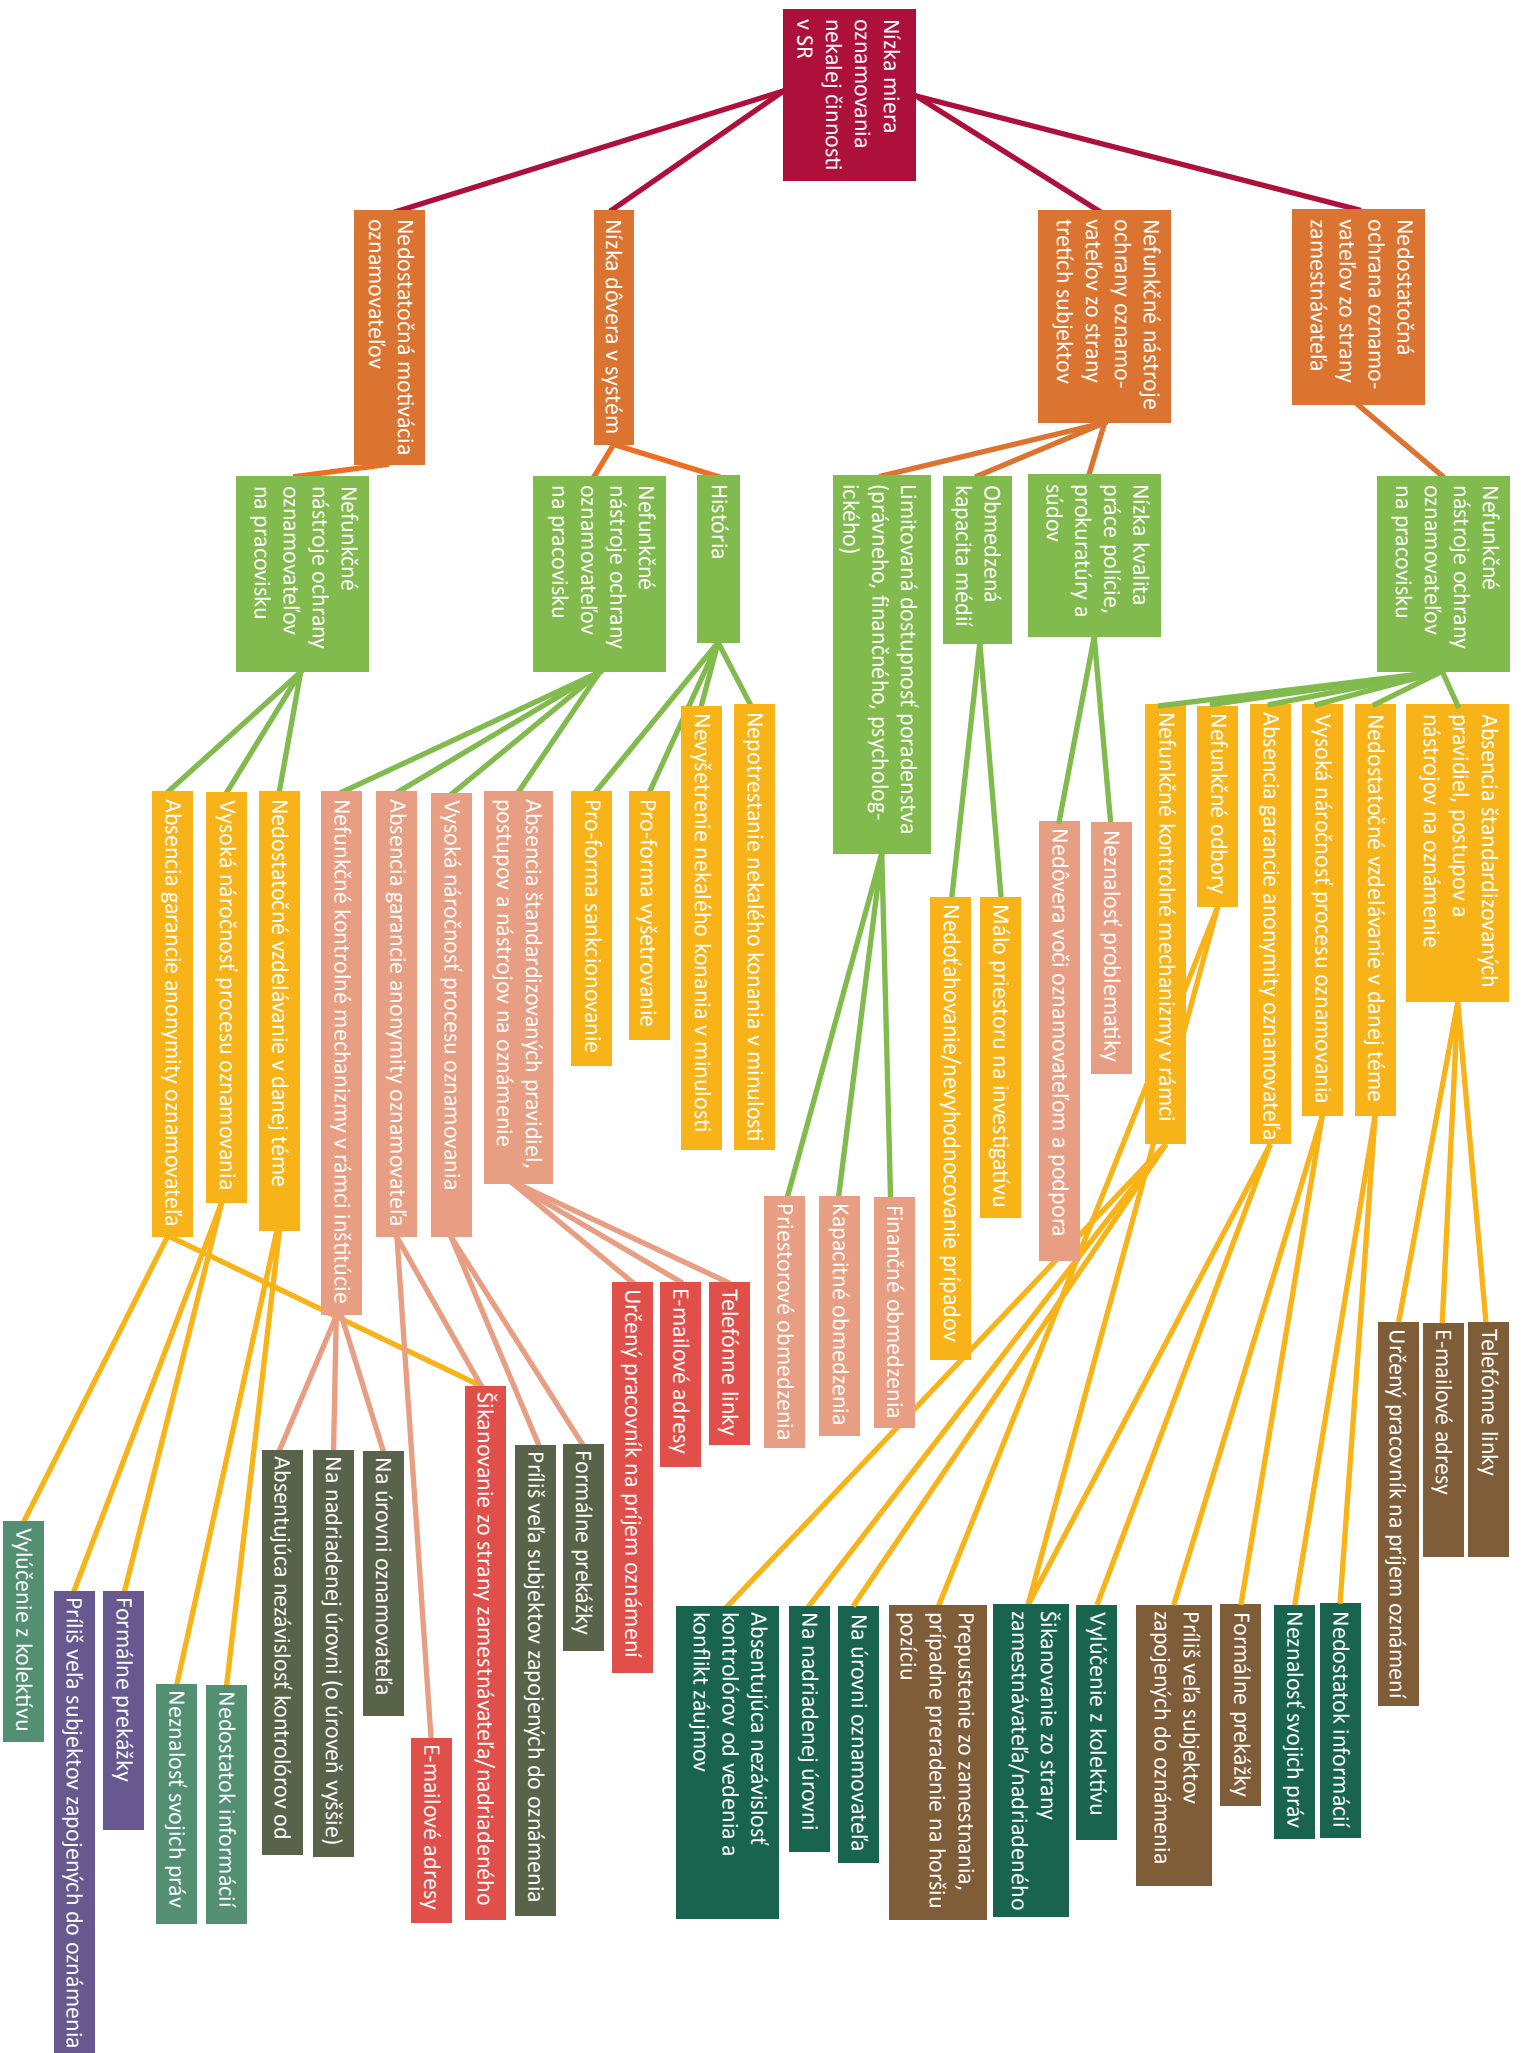 Nízka miera
oznamovania
nekalej činnosti
v SR
Nedostatočná
ochrana oznamo-
vateľov zo strany
zamestnávateľa
Nefunkčné nástroje
ochrany oznamo-
vateľov zo strany
tretích subjektov
Nízka dôvera v systém
Nedostatočná motivácia
oznamovateľov
Nefunkčné
nástroje ochrany
oznamovateľov
na pracovisku
Nízka kvalita
práce polície,
prokuratúry a
súdov
Obmedzená
kapacita médií
Limitovaná dostupnosť poradenstva
(právneho, finančného, psycholog-
ického)
História
Nefunkčné
nástroje ochrany
oznamovateľov
na pracovisku
Nefunkčné
nástroje ochrany
oznamovateľov
na pracovisku
Absencia štandardizovaných
pravidiel, postupov a
nástrojov na oznámenie
Nedostatočné vzdelávanie v danej téme
Vysoká náročnosť procesu oznamovania
Absencia garancie anonymity oznamovateľa
Nefunkčné odbory
Nefunkčné kontrolné mechanizmy v rámci
Neznalosť problematiky
Nedôvera voči oznamovateľom a podpora
Málo priestoru na investigatívu
Nedoťahovanie/nevyhodnocovanie prípadov
Finančné obmedzenia
Kapacitné obmedzenia
Priestorové obmedzenia
Nepotrestanie nekalého konania v minulosti
Nevyšetrenie nekalého konania v minulosti
Pro-forma vyšetrovanie
Pro-forma sankcionovanie
Absencia štandardizovaných pravidiel,
postupov a nástrojov na oznámenie
Vysoká náročnosť procesu oznamovania
Absencia garancie anonymity oznamovateľa
Nefunkčné kontrolné mechanizmy v rámci inštitúcie
Nedostatočné vzdelávanie v danej téme
Vysoká náročnosť procesu oznamovania
Absencia garancie anonymity oznamovateľa
Telefónne linky
E-mailové adresy
Určený pracovník na príjem oznámení
Nedostatok informácií
Neznalosť svojich práv
Formálne prekážky
Príliš veľa subjektov
zapojených do oznámenia
Vylúčenie z kolektívu
Šikanovanie zo strany
zamestnávateľa/nadriadeného
Prepustenie zo zamestnania,
prípadne preradenie na horšiu
pozíciu
Na úrovni oznamovateľa
Na nadriadenej úrovni
Absentujúca nezávislosť
kontrolórov od vedenia a
konflikt záujmov
Telefónne linky
E-mailové adresy
Určený pracovník na príjem oznámení
Formálne prekážky
Príliš veľa subjektov zapojených do oznámenia
Šikanovanie zo strany zamestnávateľa/nadriadeného
E-mailové adresy
Na úrovni oznamovateľa
Na nadriadenej úrovni (o úroveň vyššie)
Absentujúca nezávislosť kontrolórov od
Nedostatok informácií
Neznalosť svojich práv
Formálne prekážky
Príliš veľa subjektov zapojených do oznámenia
Vylúčenie z kolektívu